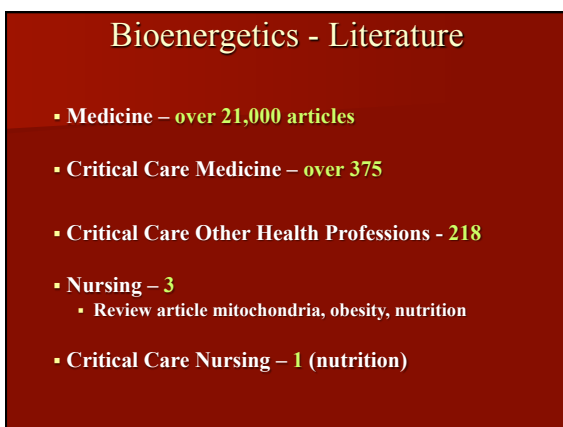 Bioenergetics - Literature
▪ Medicine – over 21,000 articles
▪ Critical Care Medicine – over 375
▪ Critical Care Other Health Professions - 218
▪ Nursing – 3
▪ Review article mitochondria, obesity, nutrition
▪ Critical Care Nursing – 1 (nutrition)